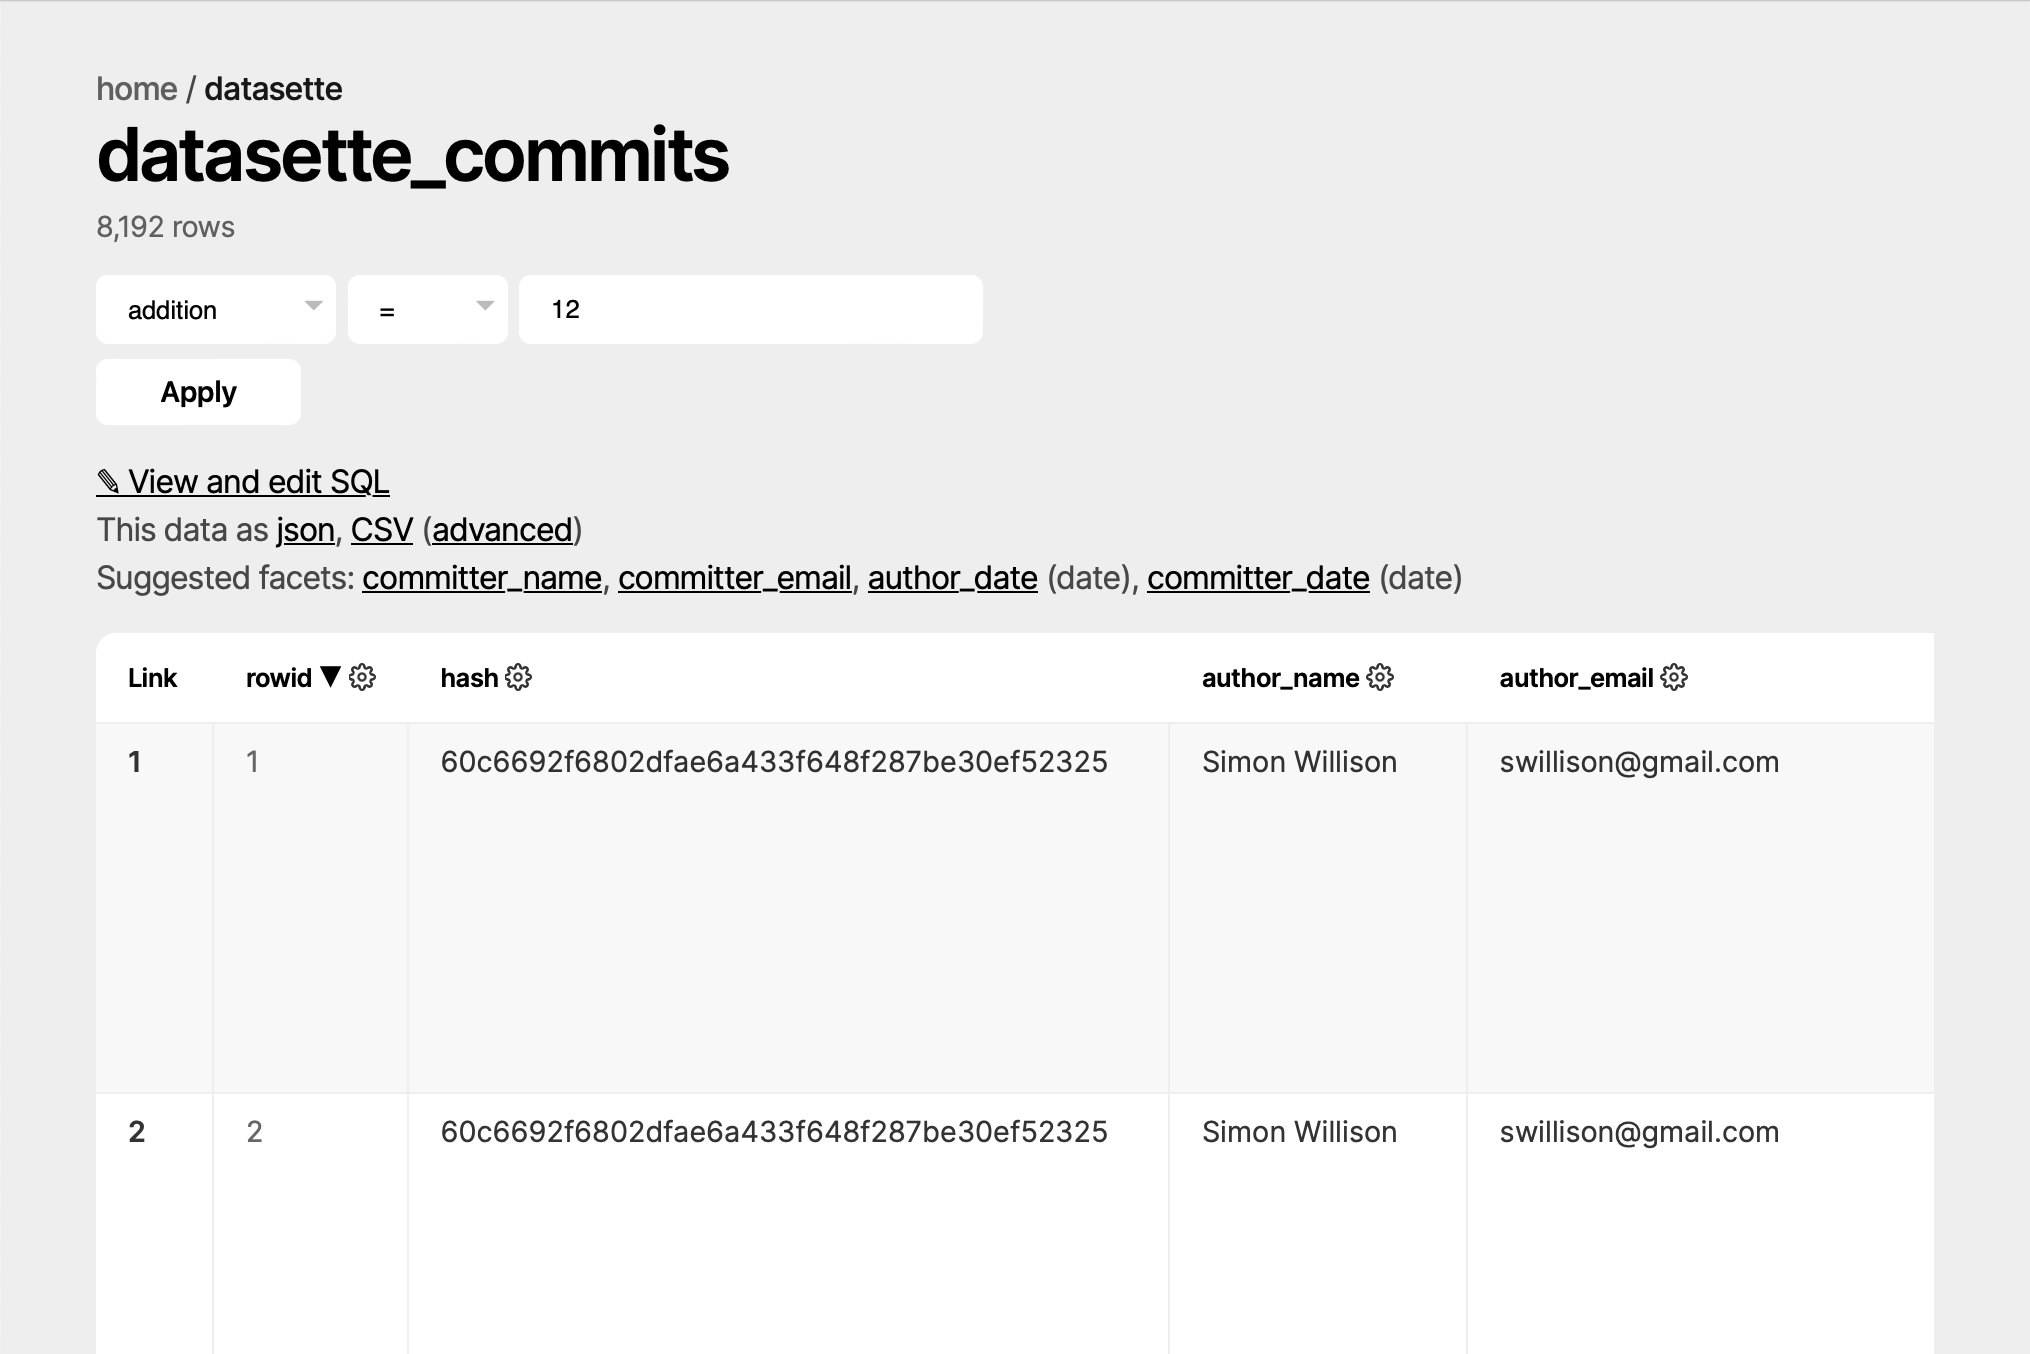 home / datasette
datasette_commits
8,192 rows
addition = 12
Apply
✎ View and edit SQL
This data as json, CSV (advanced)
Suggested facets: committer_name, committer_email, author_date (date), committer_date (date)
Link rowid ▼ hash author_name author_email
1 1 60c6692f6802dfae6a433f648f287be30ef52325 Simon Willison swillison@gmail.com
2 2 60c6692f6802dfae6a433f648f287be30ef52325 Simon Willison swillison@gmail.com